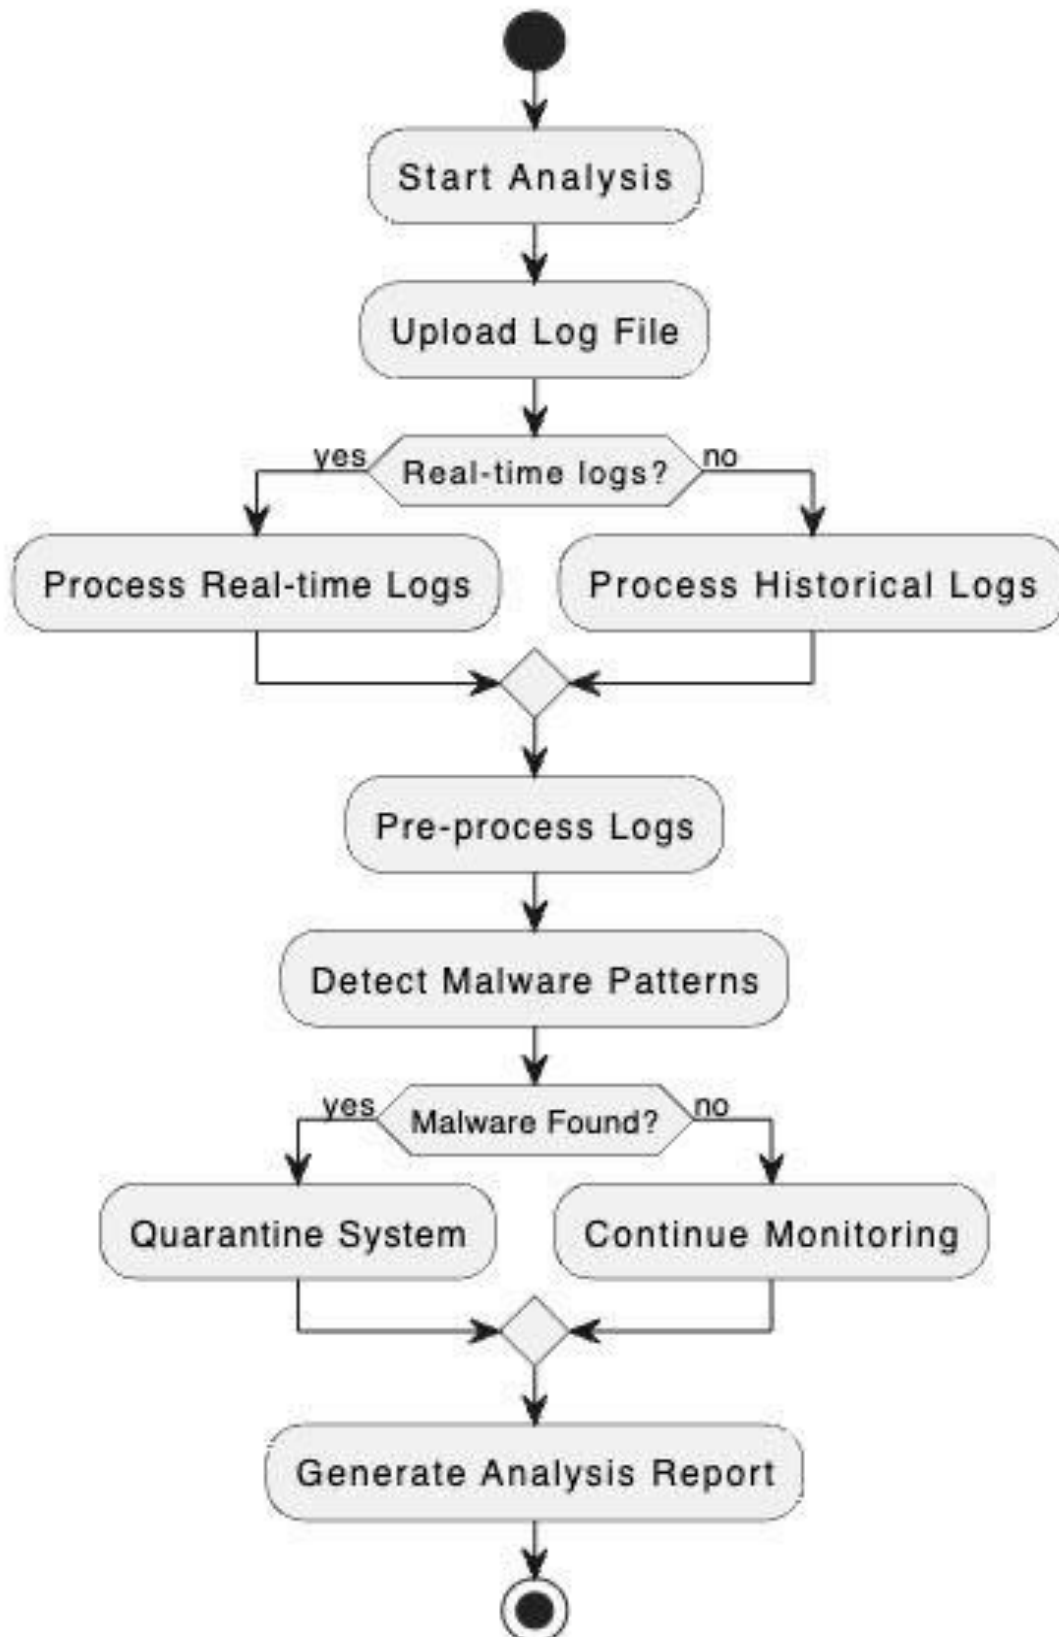 Start Analysis
Upload Log File
yes
Real-time logs?
no
Process Real-time Logs
Process Historical Logs
Pre-process Logs
Detect Malware Patterns
yes
Malware Found?
no
Quarantine System
Continue Monitoring
Generate Analysis Report